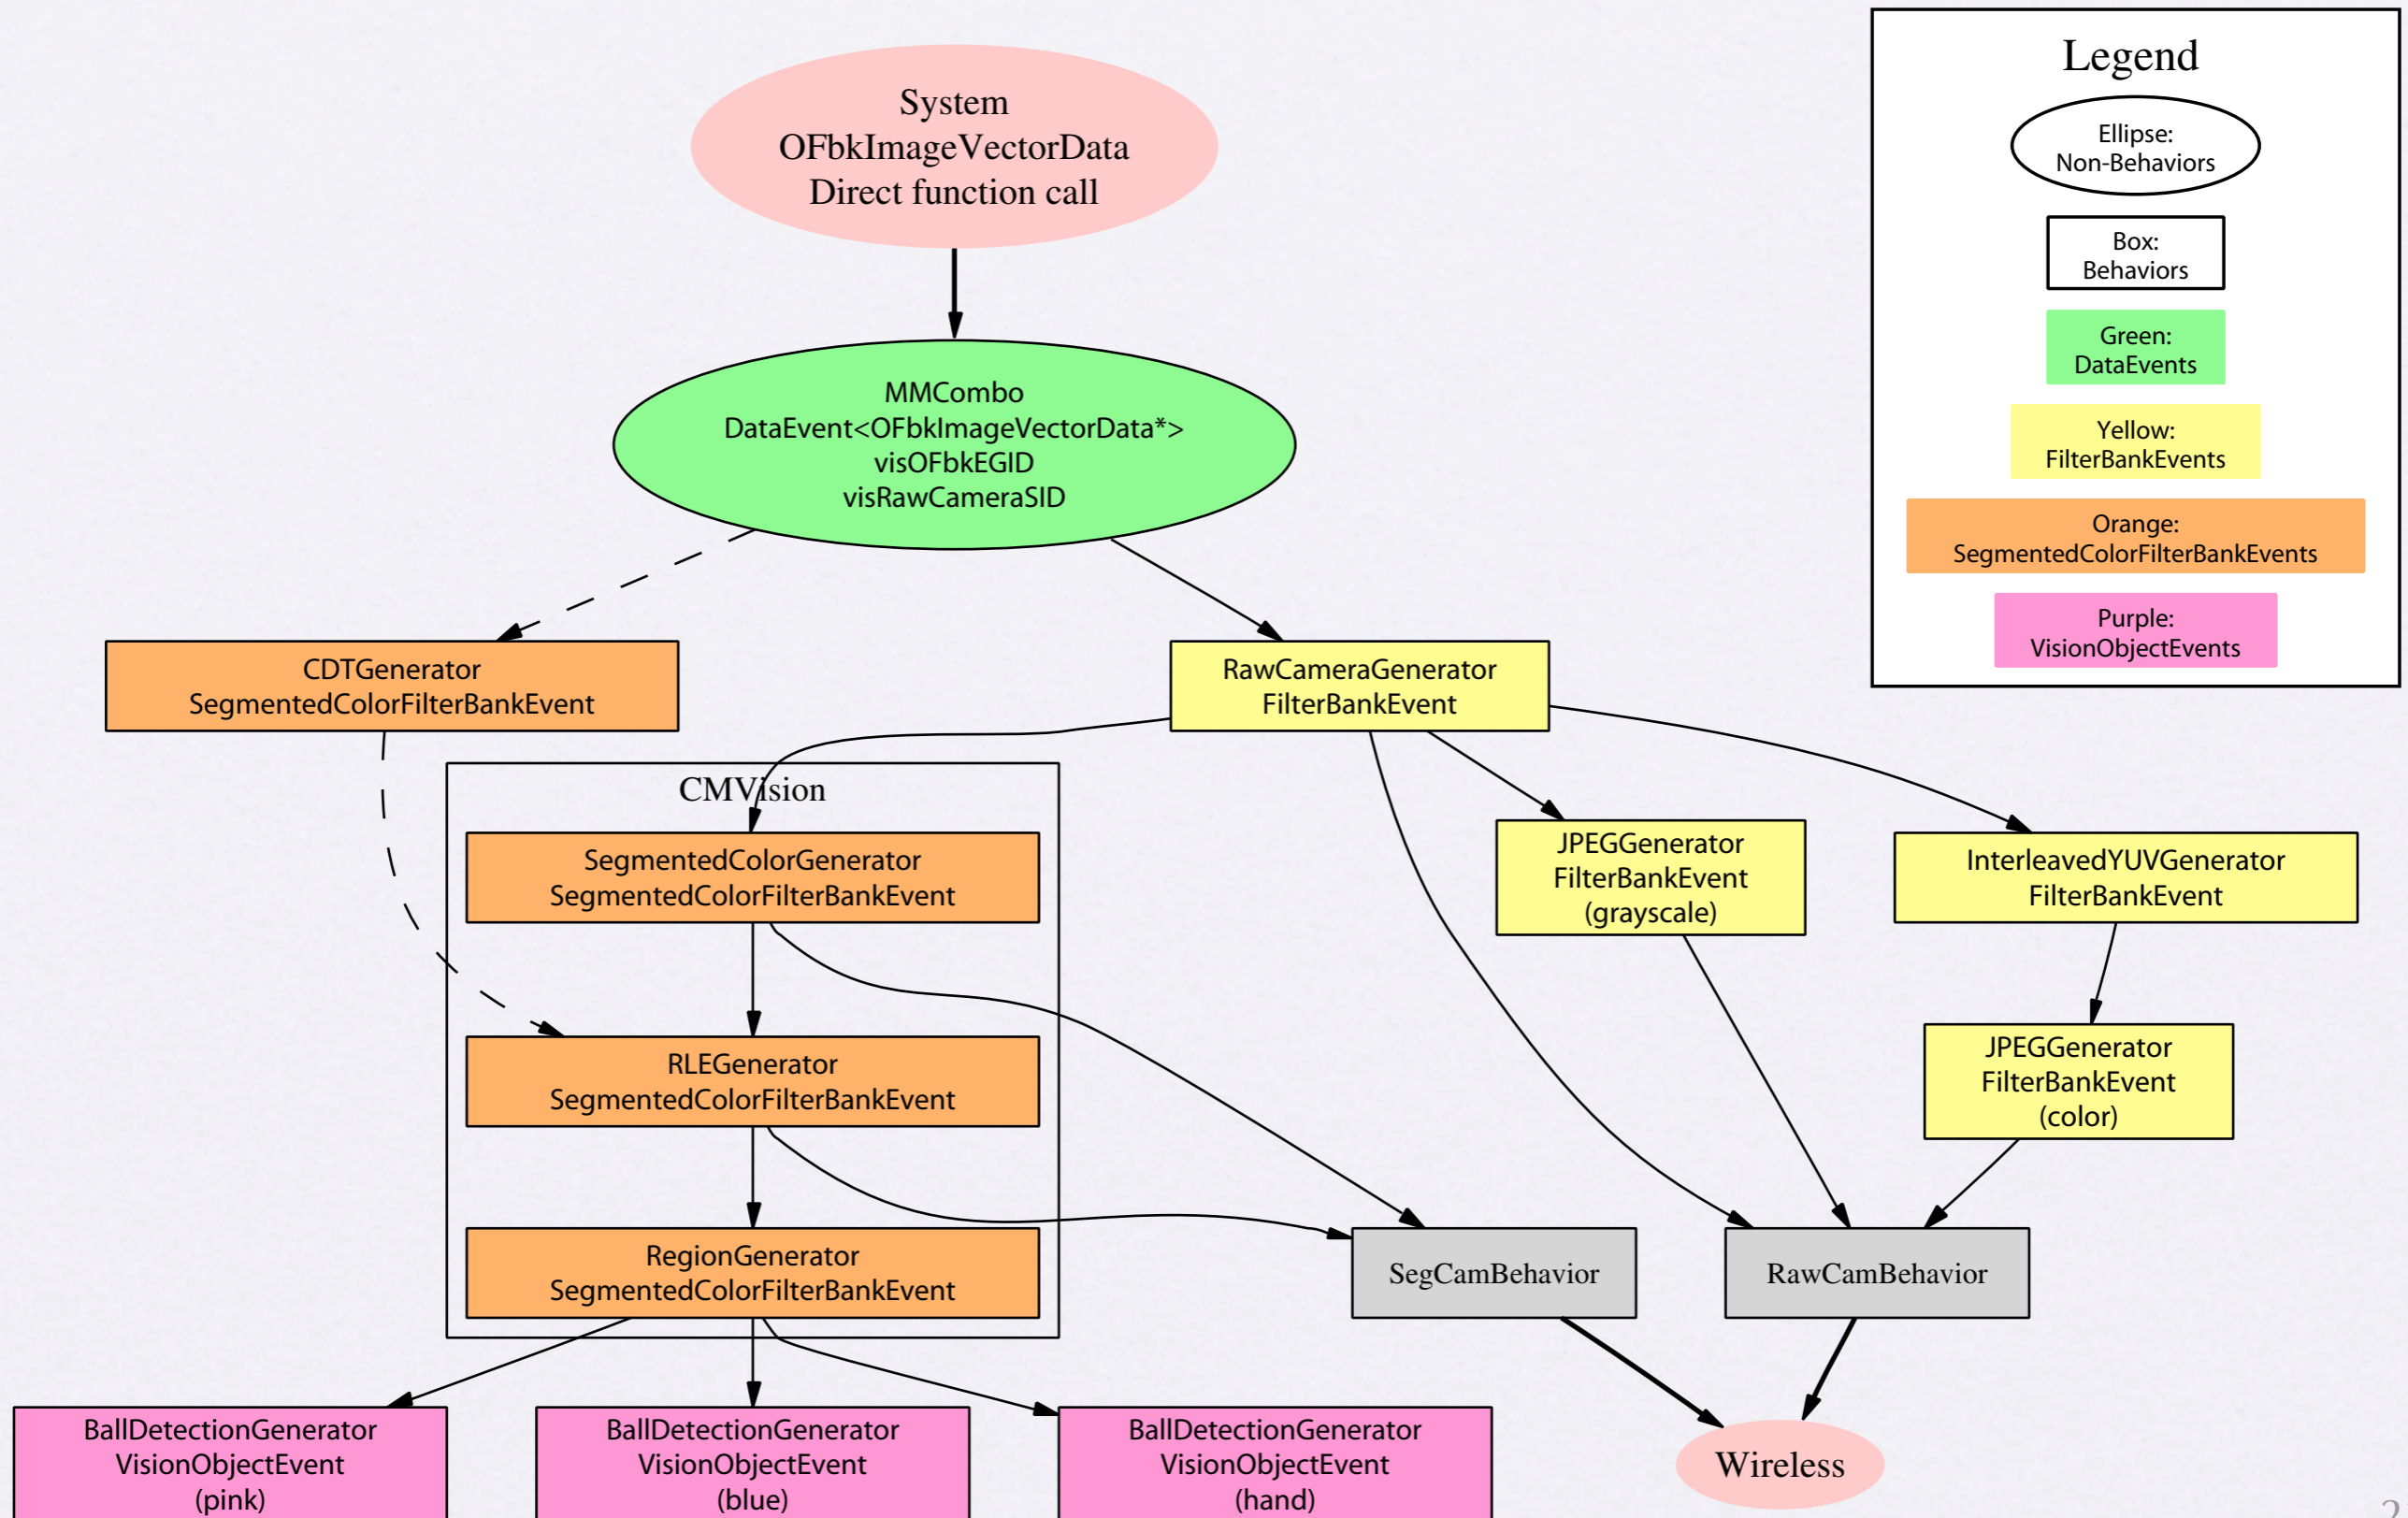 System
OFbkImageVectorData
Direct function call
MMCombo
DataEvent<OFbkImageVectorData*>
visOFbkEGID
visRawCameraSID
CDTGenerator
SegmentedColorFilterBankEvent
RawCameraGenerator
FilterBankEvent
CMVision
SegmentedColorGenerator
SegmentedColorFilterBankEvent
JPEGGenerator
FilterBankEvent
(grayscale)
InterleavedYUVGenerator
FilterBankEvent
RLEGenerator
SegmentedColorFilterBankEvent
JPEGGenerator
FilterBankEvent
(color)
RegionGenerator
SegmentedColorFilterBankEvent
SegCamBehavior
RawCamBehavior
BallDetectionGenerator
VisionObjectEvent
(pink)
BallDetectionGenerator
VisionObjectEvent
(blue)
BallDetectionGenerator
VisionObjectEvent
(hand)
Wireless
Legend
Ellipse:
Non-Behaviors
Box:
Behaviors
Green:
DataEvents
Yellow:
FilterBankEvents
Orange:
SegmentedColorFilterBankEvents
Purple:
VisionObjectEvents